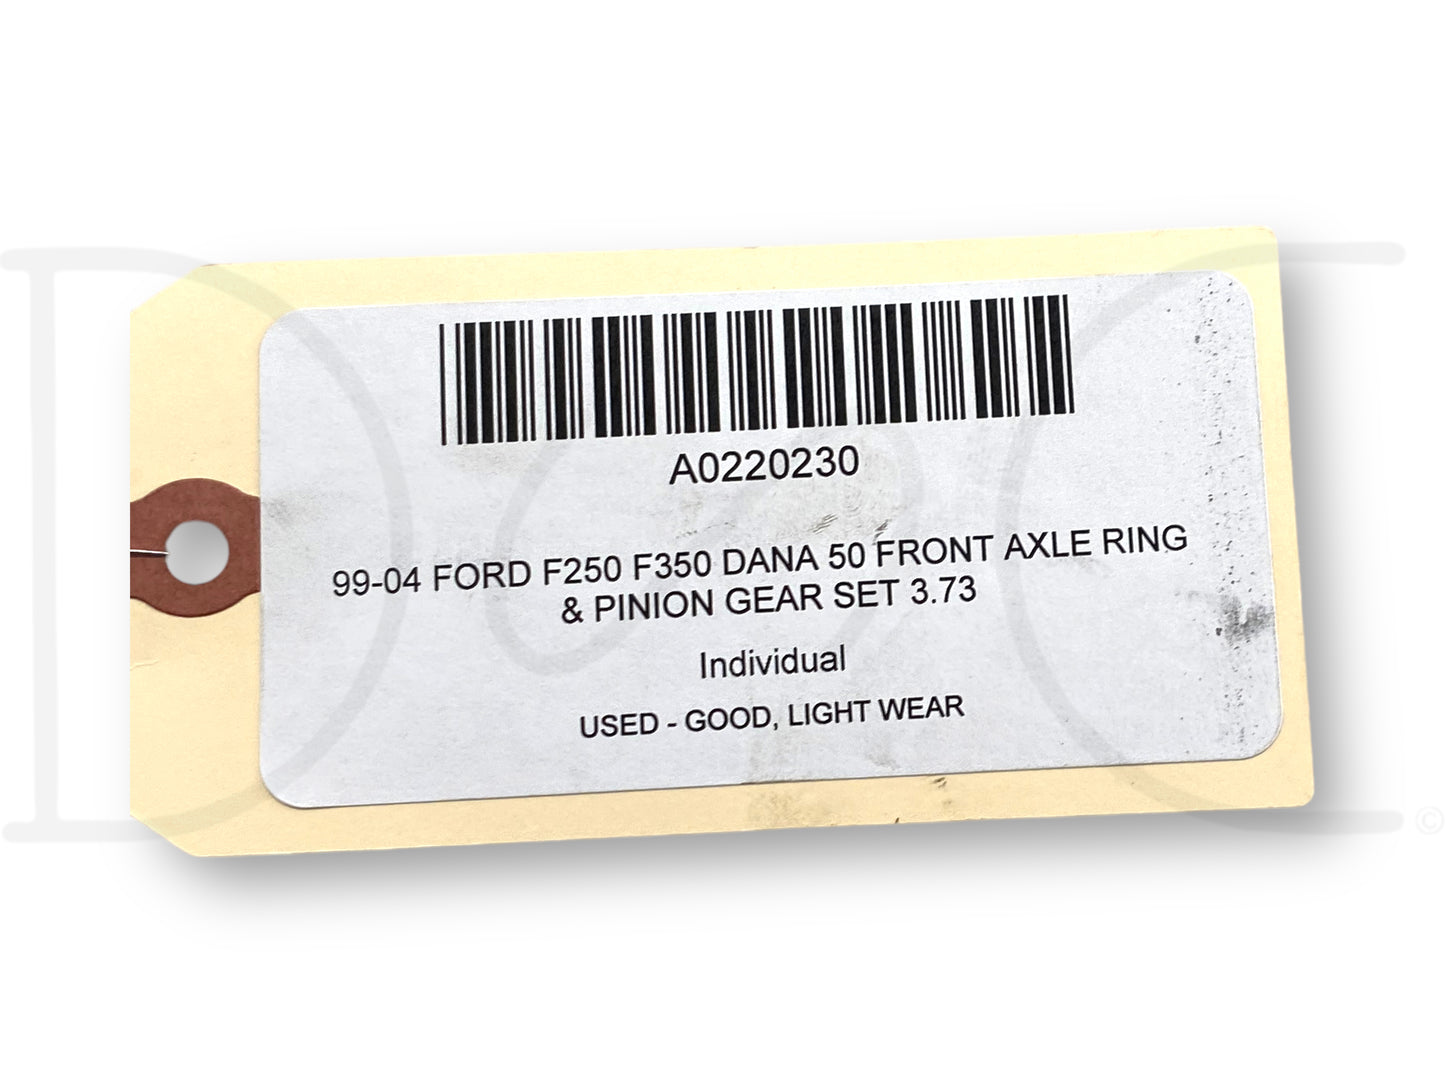 A0220230
99-04 FORD F250 F350 DANA 50 FRONT AXLE RING
& PINION GEAR SET 3.73
Individual
USED - GOOD, LIGHT WEAR
©